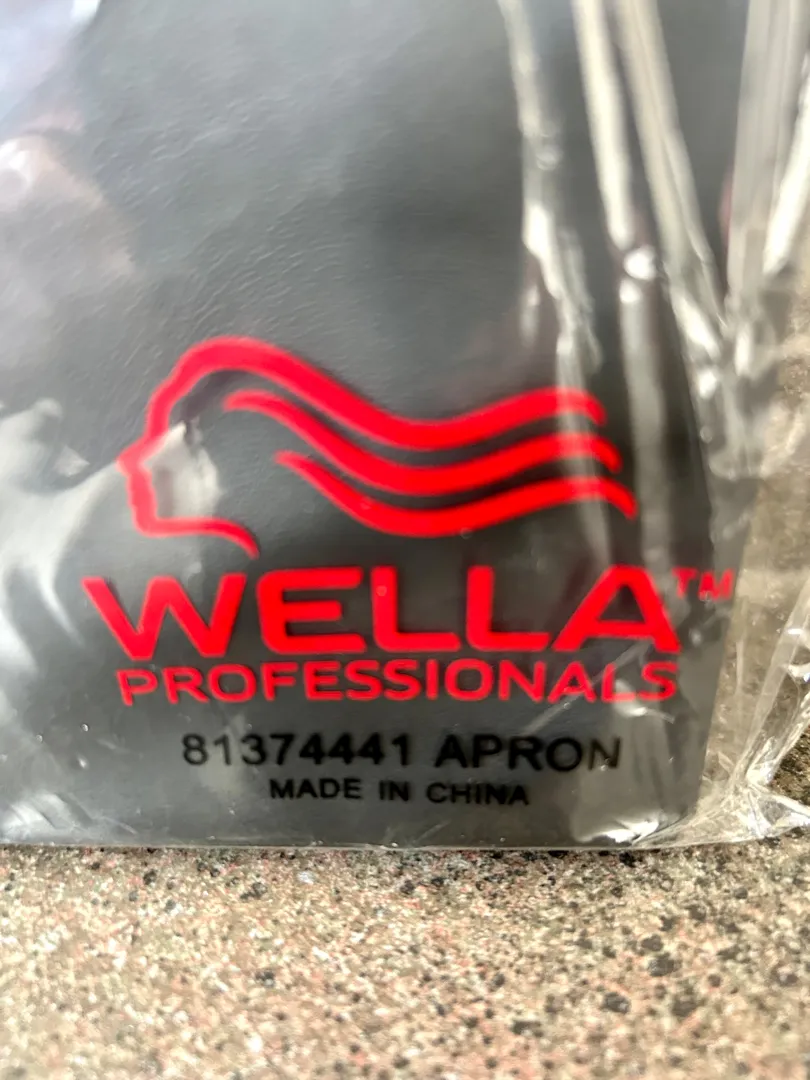 WELLA™
PROFESSIONALS
81374441 APRON
MADE IN CHINA